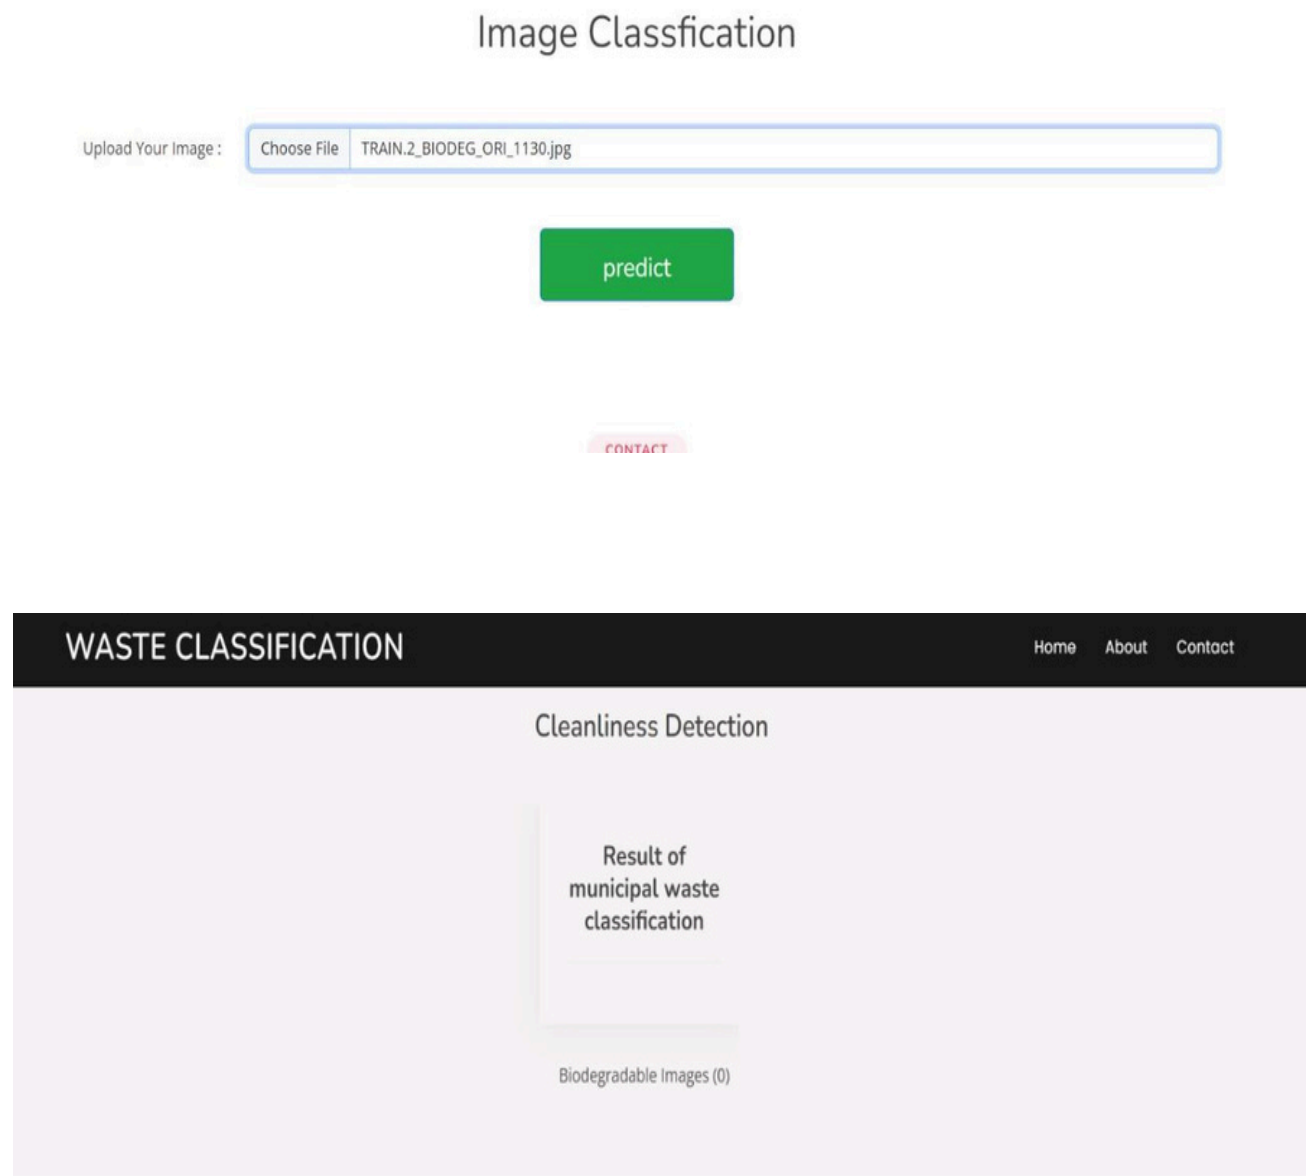 Image Classfication
Upload Your Image :
Choose File TRAIN.2_BIODEG_ORI_1130.jpg
predict
CONTACT
WASTE CLASSIFICATION
Home About Contact
Cleanliness Detection
Result of
municipal waste
classification
Biodegradable Images (0)